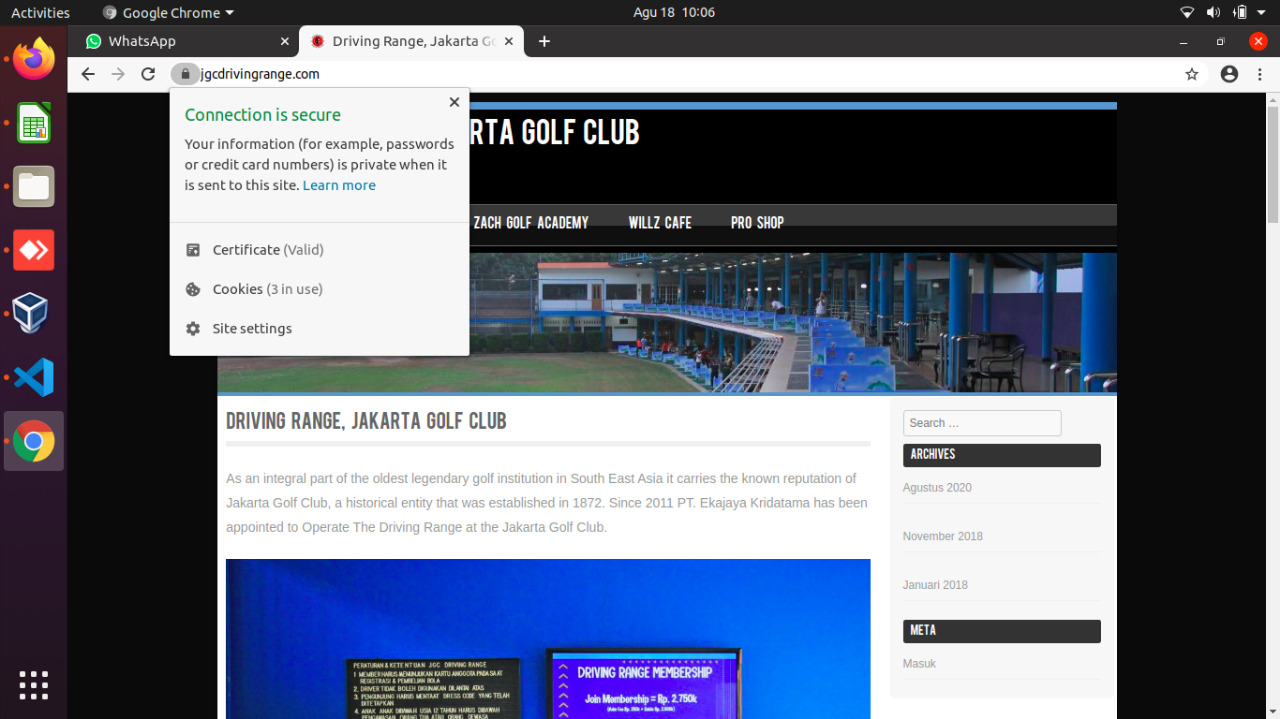 Activities
Google Chrome
Agu 18 10:06
WhatsApp
Driving Range, Jakarta Go
jgcdrivingrange.com
Connection is secure
Your information (for example, passwords
or credit card numbers) is private when it
is sent to this site. Learn more
Certificate (Valid)
Cookies (3 in use)
Site settings
RTA GOLF CLUB
ZACH GOLF ACADEMY
WILLZ CAFE
PRO SHOP
DRIVING RANGE, JAKARTA GOLF CLUB
As an integral part of the oldest legendary golf institution in South East Asia it carries the known reputation of
Jakarta Golf Club, a historical entity that was established in 1872. Since 2011 PT. Ekajaya Kridatama has been
appointed to Operate The Driving Range at the Jakarta Golf Club.
PERATURAN & KETENTUAN JGC DRIVING RANGE
1 MEMBER HARUS MENUNJUKAN KARTU ANGGOTA PADA SAAT
REGISTRASI & PEMBELIAN BOLA
2. DRIVER TIDAK BOLEH DIGUNAKAN DILANTAI ATAS
3. PENGUNJUNG HARUS MENTAATI DRESS CODE YANG TELAH
DITETAPKAN
4. ANAK ANAK DIBAWAH USIA 12 TAHUN HARUS DIBAWAH
PENGAWASAN ORANG TUA ATAU ORANG DEWASA
DRIVING RANGE MEMBERSHIP
Join Membership = Rp. 2,750k
Search …
ARCHIVES
Agustus 2020
November 2018
Januari 2018
META
Masuk